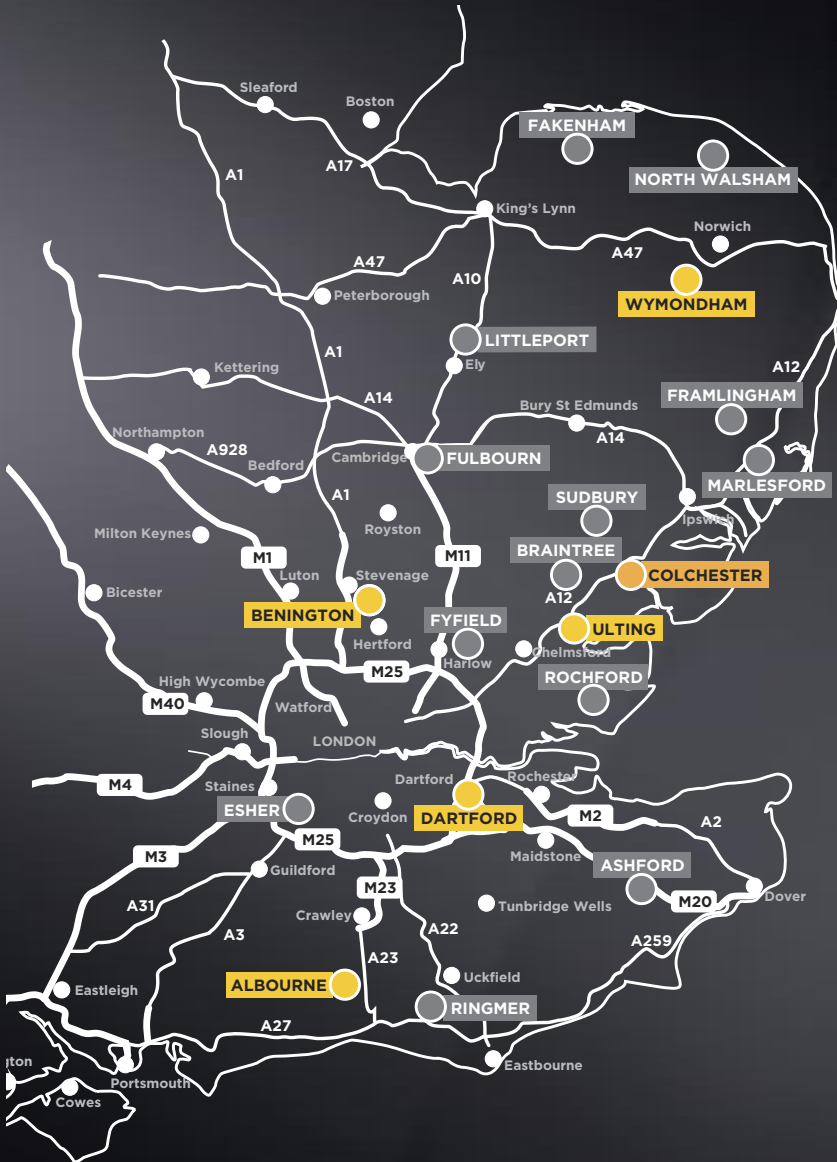 Sleaford
Boston
FAKENHAM
A17
A1
NORTH WALSHAM
King's Lynn
Norwich
A47
A47
A10
Peterborough
WYMONDHAM
LITTLEPORT
A1
Ely
A12
Kettering
FRAMLINGHAM
A14
Bury St Edmunds
Northampton
A14
A928
Cambridge
FULBOURN
Bedford
MARLESFORD
A1
SUDBURY
Ipswich
Royston
Milton Keynes
BRAINTREE
M1
M11
Luton
Stevenage
COLCHESTER
Bicester
A12
BENINGTON
FYFIELD
ULTING
Hertford
Chelmsford
Harlow
M25
ROCHFORD
High Wycombe
M40
Watford
Slough
LONDON
Dartford
Rochester
M4
Staines
ESHER
Croydon
DARTFORD
M2
A2
M25
M3
Maidstone
ASHFORD
Guildford
M23
Dover
M20
A31
Tunbridge Wells
Crawley
A22
A3
A259
A23
Uckfield
ALBOURNE
Eastleigh
RINGMER
A27
gton
Eastbourne
Portsmouth
Cowes